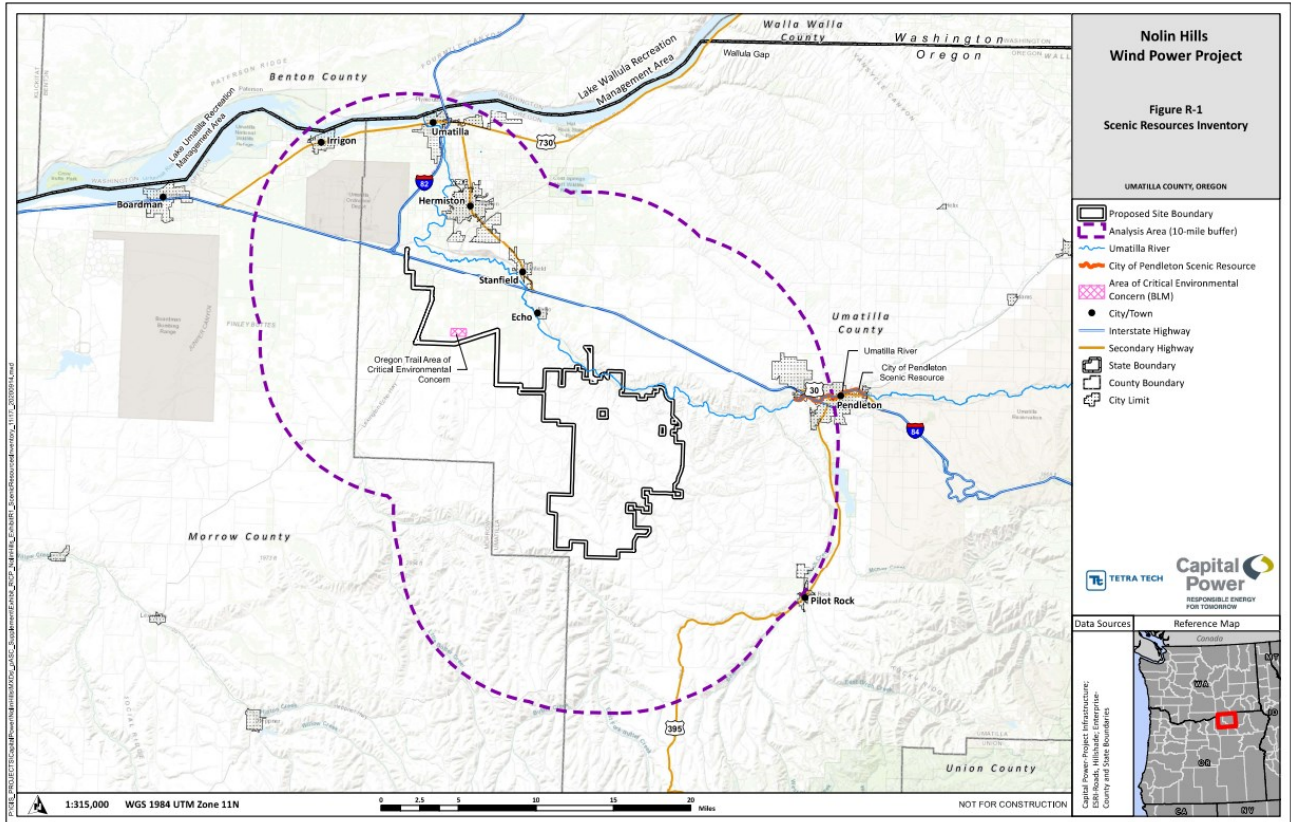 Nolin Hills
Wind Power Project
Figure R-1
Scenic Resources Inventory
UMATILLA COUNTY, OREGON
Proposed Site Boundary
Analysis Area (10-mile buffer)
Umatilla River
City of Pendleton Scenic Resource
Area of Critical Environmental
Concern (BLM)
City/Town
Interstate Highway
Secondary Highway
State Boundary
County Boundary
City Limit
TETRA TECH
Capital
Power
RESPONSIBLE ENERGY
FOR TOMORROW
Data Sources
Reference Map
Capital Power-Project Infrastructure;
ESRI-Roads, Hillshade; Enterprise-
County and State Boundaries
Canada
WA
OR
CA
NV
Walla Walla
County
Washington
Oregon
Wallula Gap
Benton County
Lake Wallula Recreation
Management Area
Lake Umatilla Recreation
Management Area
Umatilla
Irrigon
730
82
Boardman
Hermiston
Stanfield
Echo
Umatilla
County
Oregon Trail Area of
Critical Environmental
Concern
Umatilla River
City of Pendleton
Scenic Resource
30
Pendleton
84
Morrow County
Pilot Rock
395
Union County
1:315,000
WGS 1984 UTM Zone 11N
0 2.5 5 10 15 20
Miles
NOT FOR CONSTRUCTION